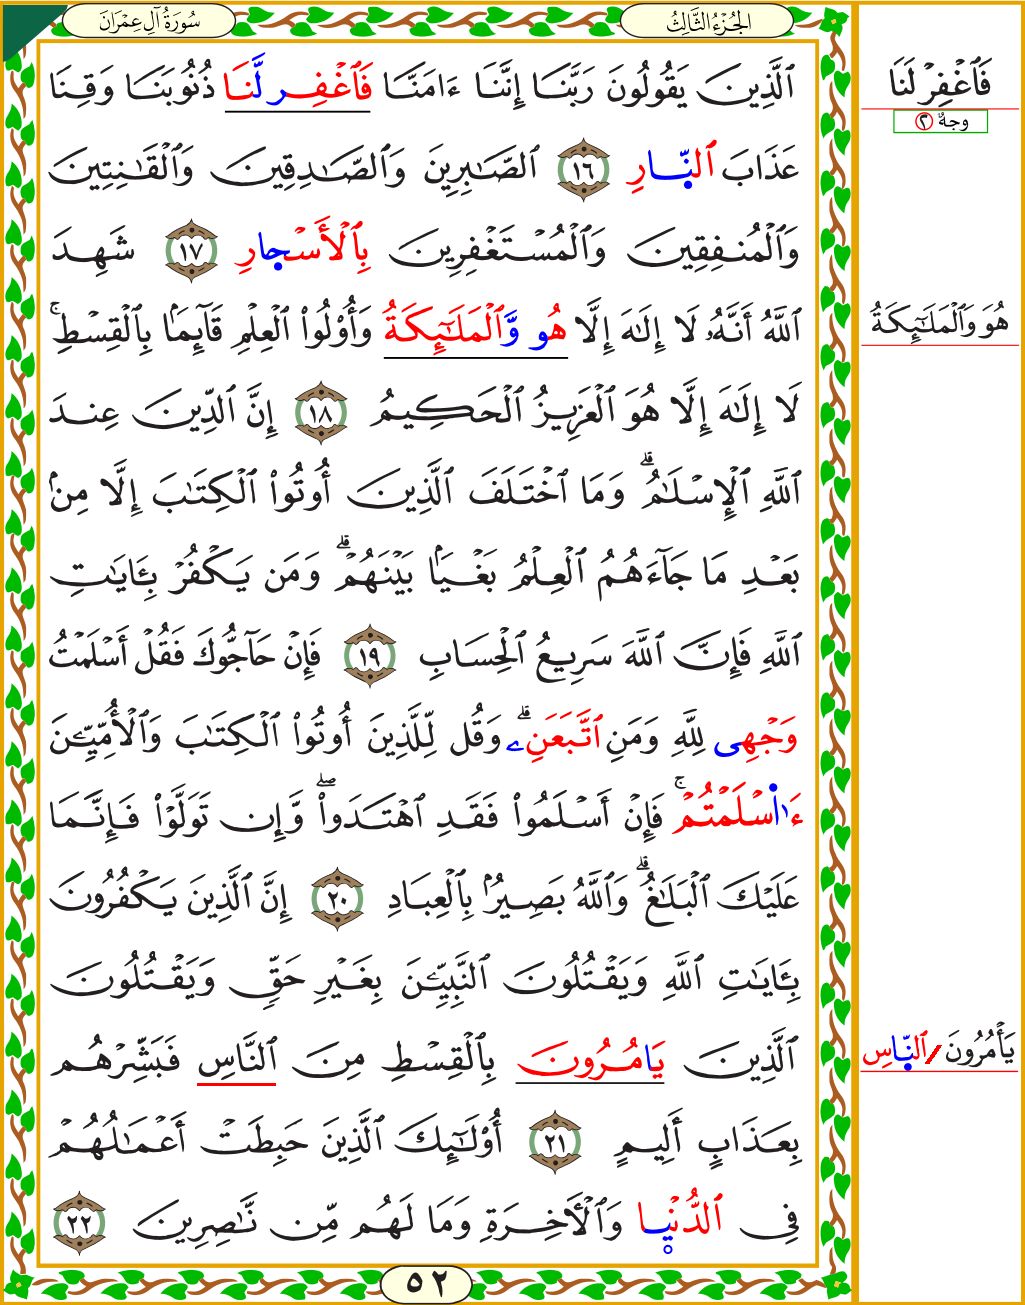 سُورَةُ آلِ عِمْرَانَ
الجُزْءُ الثَّالِثُ
ٱلَّذِينَ يَقُولُونَ رَبَّنَا إِنَّنَا ءَامَنَّا فَٱغْفِر لَّنَا ذُنُوبَنَا وَقِنَا
عَذَابَ ٱلنّارِ ١٦ ٱلصَّٰبِرِينَ وَٱلصَّٰدِقِينَ وَٱلْقَٰنِتِينَ
وَٱلْمُنفِقِينَ وَٱلْمُسْتَغْفِرِينَ بِٱلْأَسْحارِ ١٧ شَهِدَ
ٱللَّهُ أَنَّهُۥ لَا إِلَٰهَ إِلَّا هُو وَّٱلْمَلَٰٓئِكَةُ وَأُوْلُواْ ٱلْعِلْمِ قَآئِمَۢا بِٱلْقِسْطِۚ
لَا إِلَٰهَ إِلَّا هُوَ ٱلْعَزِيزُ ٱلْحَكِيمُ ١٨ إِنَّ ٱلدِّينَ عِندَ
ٱللَّهِ ٱلْإِسْلَٰمُۗ وَمَا ٱخْتَلَفَ ٱلَّذِينَ أُوتُواْ ٱلْكِتَٰبَ إِلَّا مِنۢ
بَعْدِ مَا جَآءَهُمُ ٱلْعِلْمُ بَغْيَۢا بَيْنَهُمْۗ وَمَن يَكْفُرْ بِـَٔايَٰتِ
ٱللَّهِ فَإِنَّ ٱللَّهَ سَرِيعُ ٱلْحِسَابِ ١٩ فَإِنْ حَآجُّوكَ فَقُلْ أَسْلَمْتُ
وَجْهِى لِلَّهِ وَمَنِ ٱتَّبَعَنِۦۗ وَقُل لِّلَّذِينَ أُوتُواْ ٱلْكِتَٰبَ وَٱلْأُمِّيِّـۧنَ
ءَا۬سْلَمْتُمْۚ فَإِنْ أَسْلَمُواْ فَقَدِ ٱهْتَدَواْۖ وَّإِن تَوَلَّوْاْ فَإِنَّمَا
عَلَيْكَ ٱلْبَلَٰغُۗ وَٱللَّهُ بَصِيرُۢ بِٱلْعِبَادِ ٢٠ إِنَّ ٱلَّذِينَ يَكْفُرُونَ
بِـَٔايَٰتِ ٱللَّهِ وَيَقْتُلُونَ ٱلنَّبِيِّـۧنَ بِغَيْرِ حَقّٖ وَيَقْتُلُونَ
ٱلَّذِينَ يَامُرُونَ بِٱلْقِسْطِ مِنَ ٱلنَّاسِ فَبَشِّرْهُم
بِعَذَابٍ أَلِيمٍ ٢١ أُوْلَٰٓئِكَ ٱلَّذِينَ حَبِطَتْ أَعْمَٰلُهُمْ
فِى ٱلدُّنْيا وَٱلْأَخِرَةِ وَمَا لَهُم مِّن نَّٰصِرِينَ ٢٢
٥٢
فَٱغْفِرْ لَنَا
وجهٌ ٢
هُوَ وَٱلْمَلَٰٓئِكَةُ
يَأْمُرُونَ / ٱلنّاسِ